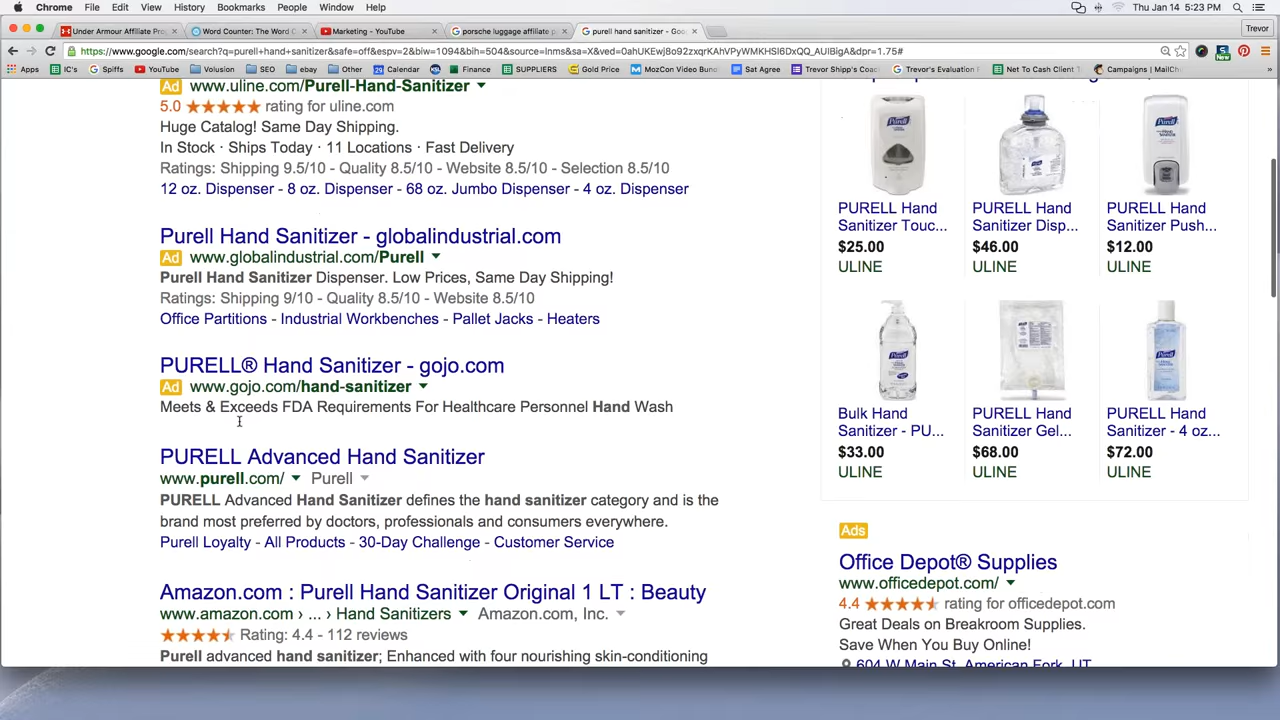 Chrome File Edit View History Bookmarks People Window Help Thu Jan 14 5:23 PM
Under Armour Affiliate Pro Word Counter: The Word C Marketing - YouTube porsche luggage affiliate p purell hand sanitizer - Goo Trevor
https://www.google.com/search?q=purell+hand+sanitizer&safe=off&espv=2&biw=1094&bih=504&source=lnms&sa=X&ved=0ahUKEwj8o92zxqrKAhVPyWMKHSI6DxQQ_AUIBigA&dpr=1.75#
Apps IC's Spiffs YouTube Volusion SEO ebay Other Calendar Finance SUPPLIERS Gold Price MozCon Video Bund Sat Agree Trevor Shipp's Coco Trevor's Evaluation Net To Cash Client T Campaigns | MailCh
Ad www.uline.com/Purell-Hand-Sanitizer
5.0 rating for uline.com
Huge Catalog! Same Day Shipping.
In Stock · Ships Today · 11 Locations · Fast Delivery
Ratings: Shipping 9.5/10 - Quality 8.5/10 - Website 8.5/10 - Selection 8.5/10
12 oz. Dispenser - 8 oz. Dispenser - 68 oz. Jumbo Dispenser - 4 oz. Dispenser
Purell Hand Sanitizer - globalindustrial.com
Ad www.globalindustrial.com/Purell
Purell Hand Sanitizer Dispenser. Low Prices, Same Day Shipping!
Ratings: Shipping 9/10 - Quality 8.5/10 - Website 8.5/10
Office Partitions - Industrial Workbenches - Pallet Jacks - Heaters
PURELL® Hand Sanitizer - gojo.com
Ad www.gojo.com/hand-sanitizer
Meets & Exceeds FDA Requirements For Healthcare Personnel Hand Wash
PURELL Advanced Hand Sanitizer
www.purell.com/ Purell
PURELL Advanced Hand Sanitizer defines the hand sanitizer category and is the
brand most preferred by doctors, professionals and consumers everywhere.
Purell Loyalty - All Products - 30-Day Challenge - Customer Service
Amazon.com : Purell Hand Sanitizer Original 1 LT : Beauty
www.amazon.com › ... › Hand Sanitizers Amazon.com, Inc.
Rating: 4.4 - 112 reviews
Purell advanced hand sanitizer; Enhanced with four nourishing skin-conditioning
PURELL Hand PURELL Hand PURELL Hand
Sanitizer Touc... Sanitizer Disp... Sanitizer Push...
$25.00 $46.00 $12.00
ULINE ULINE ULINE
Bulk Hand PURELL Hand PURELL Hand
Sanitizer - PU... Sanitizer Gel... Sanitizer - 4 oz...
$33.00 $68.00 $72.00
ULINE ULINE ULINE
Ads
Office Depot® Supplies
www.officedepot.com/
4.4 rating for officedepot.com
Great Deals on Breakroom Supplies.
Save When You Buy Online!
604 W Main St, American Fork, UT